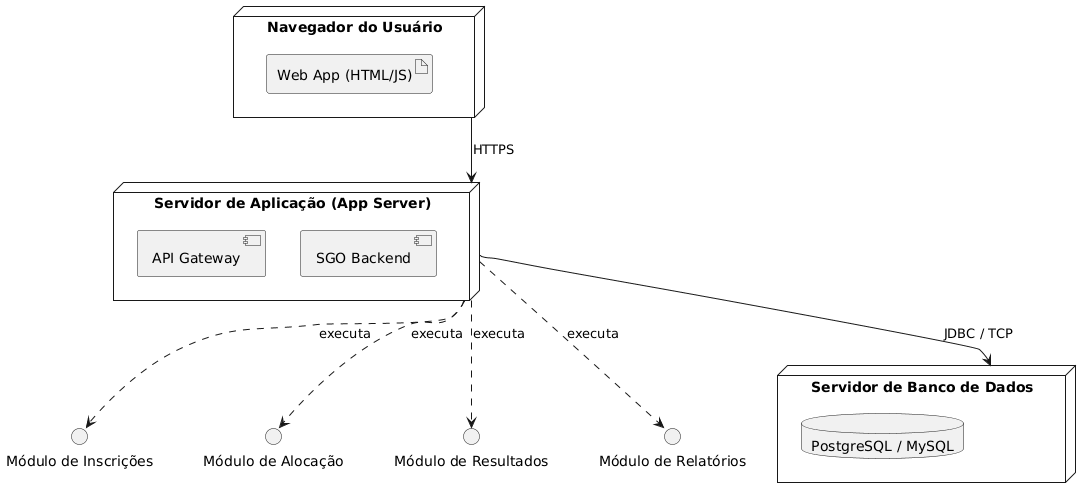 Navegador do Usuário
Web App (HTML/JS)
HTTPS
Servidor de Aplicação (App Server)
API Gateway
SGO Backend
executa
executa
executa
executa
JDBC / TCP
Módulo de Inscrições
Módulo de Alocação
Módulo de Resultados
Módulo de Relatórios
Servidor de Banco de Dados
PostgreSQL / MySQL